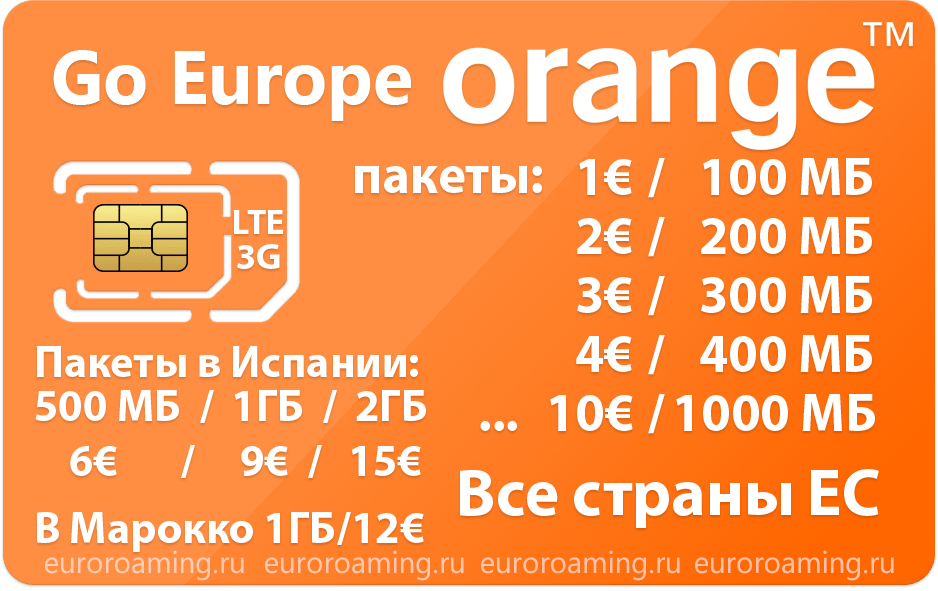 Go Europe orange™
пакеты: 1€ / 100 МБ
2€ / 200 МБ
3€ / 300 МБ
4€ / 400 МБ
... 10€ / 1000 МБ
Все страны ЕС
LTE
3G
Пакеты в Испании:
500 МБ / 1ГБ / 2ГБ
6€ / 9€ / 15€
В Марокко 1ГБ/12€
euroroaming.ru euroroaming.ru euroroaming.ru euroroaming.ru